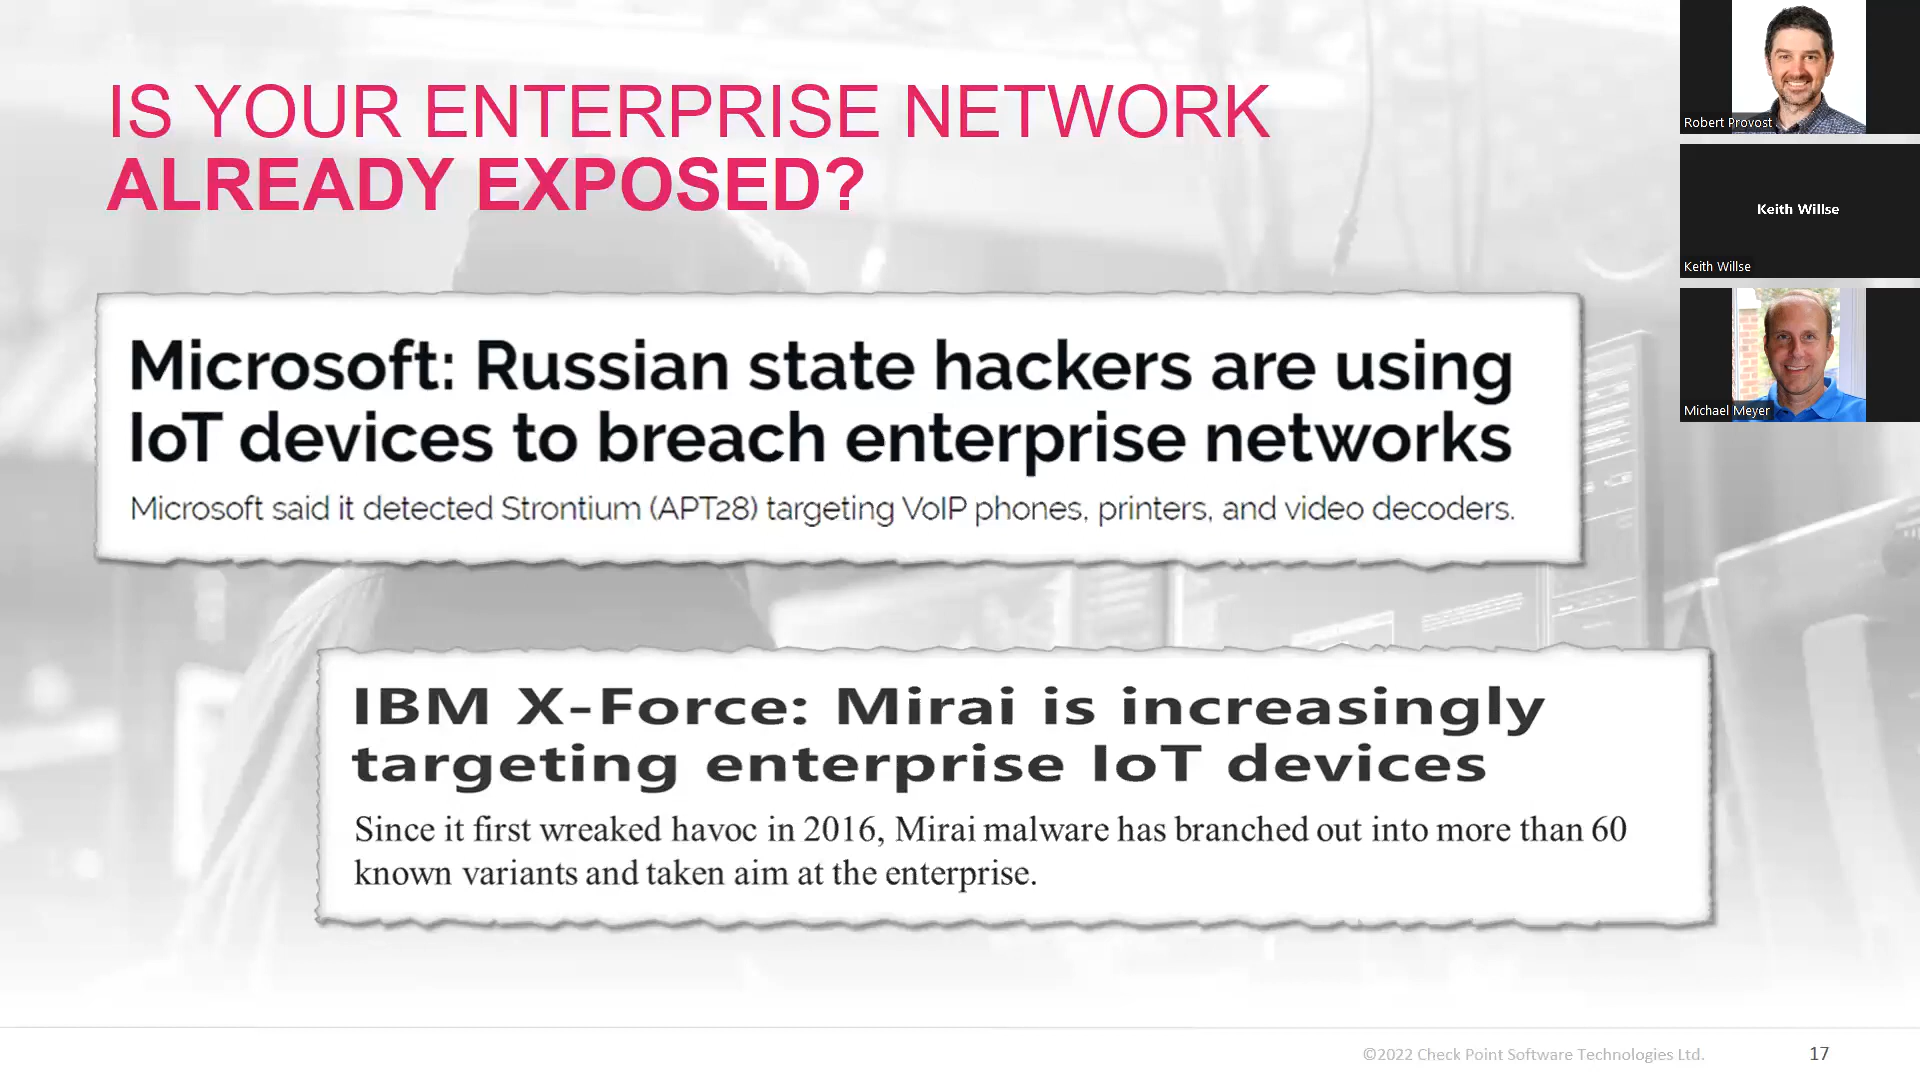 IS YOUR ENTERPRISE NETWORK
ALREADY EXPOSED?
Microsoft: Russian state hackers are using
IoT devices to breach enterprise networks
Microsoft said it detected Strontium (APT28) targeting VoIP phones, printers, and video decoders.
IBM X-Force: Mirai is increasingly
targeting enterprise IoT devices
Since it first wreaked havoc in 2016, Mirai malware has branched out into more than 60
known variants and taken aim at the enterprise.
©2022 Check Point Software Technologies Ltd.
17
Robert Provost
Keith Willse
Keith Willse
Michael Meyer